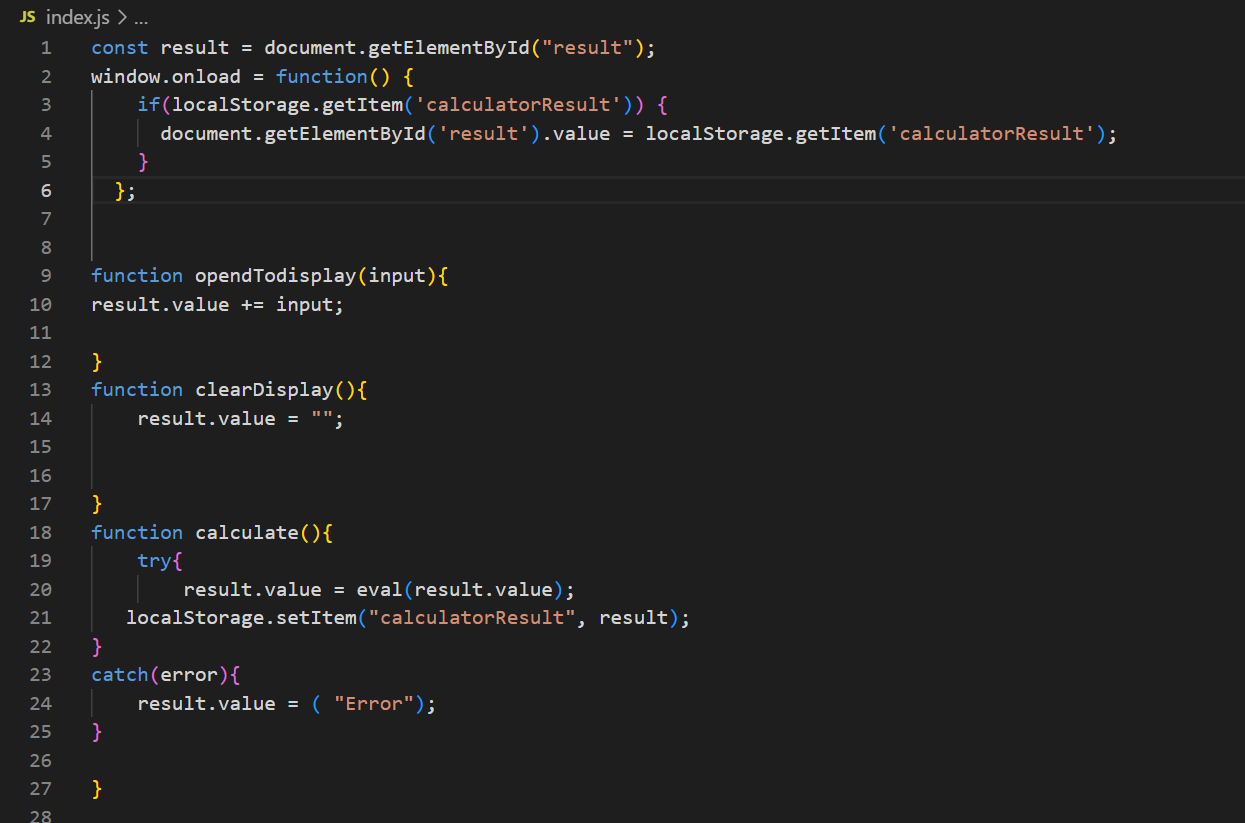 JS index.js > ...
1 const result = document.getElementById("result");
2 window.onload = function() {
3     if(localStorage.getItem('calculatorResult')) {
4       document.getElementById('result').value = localStorage.getItem('calculatorResult');
5     }
6   };
7
8
9 function opendTodisplay(input){
10 result.value += input;
11
12 }
13 function clearDisplay(){
14     result.value = "";
15
16
17 }
18 function calculate(){
19     try{
20         result.value = eval(result.value);
21    localStorage.setItem("calculatorResult", result);
22 }
23 catch(error){
24     result.value = ( "Error");
25 }
26
27 }
28